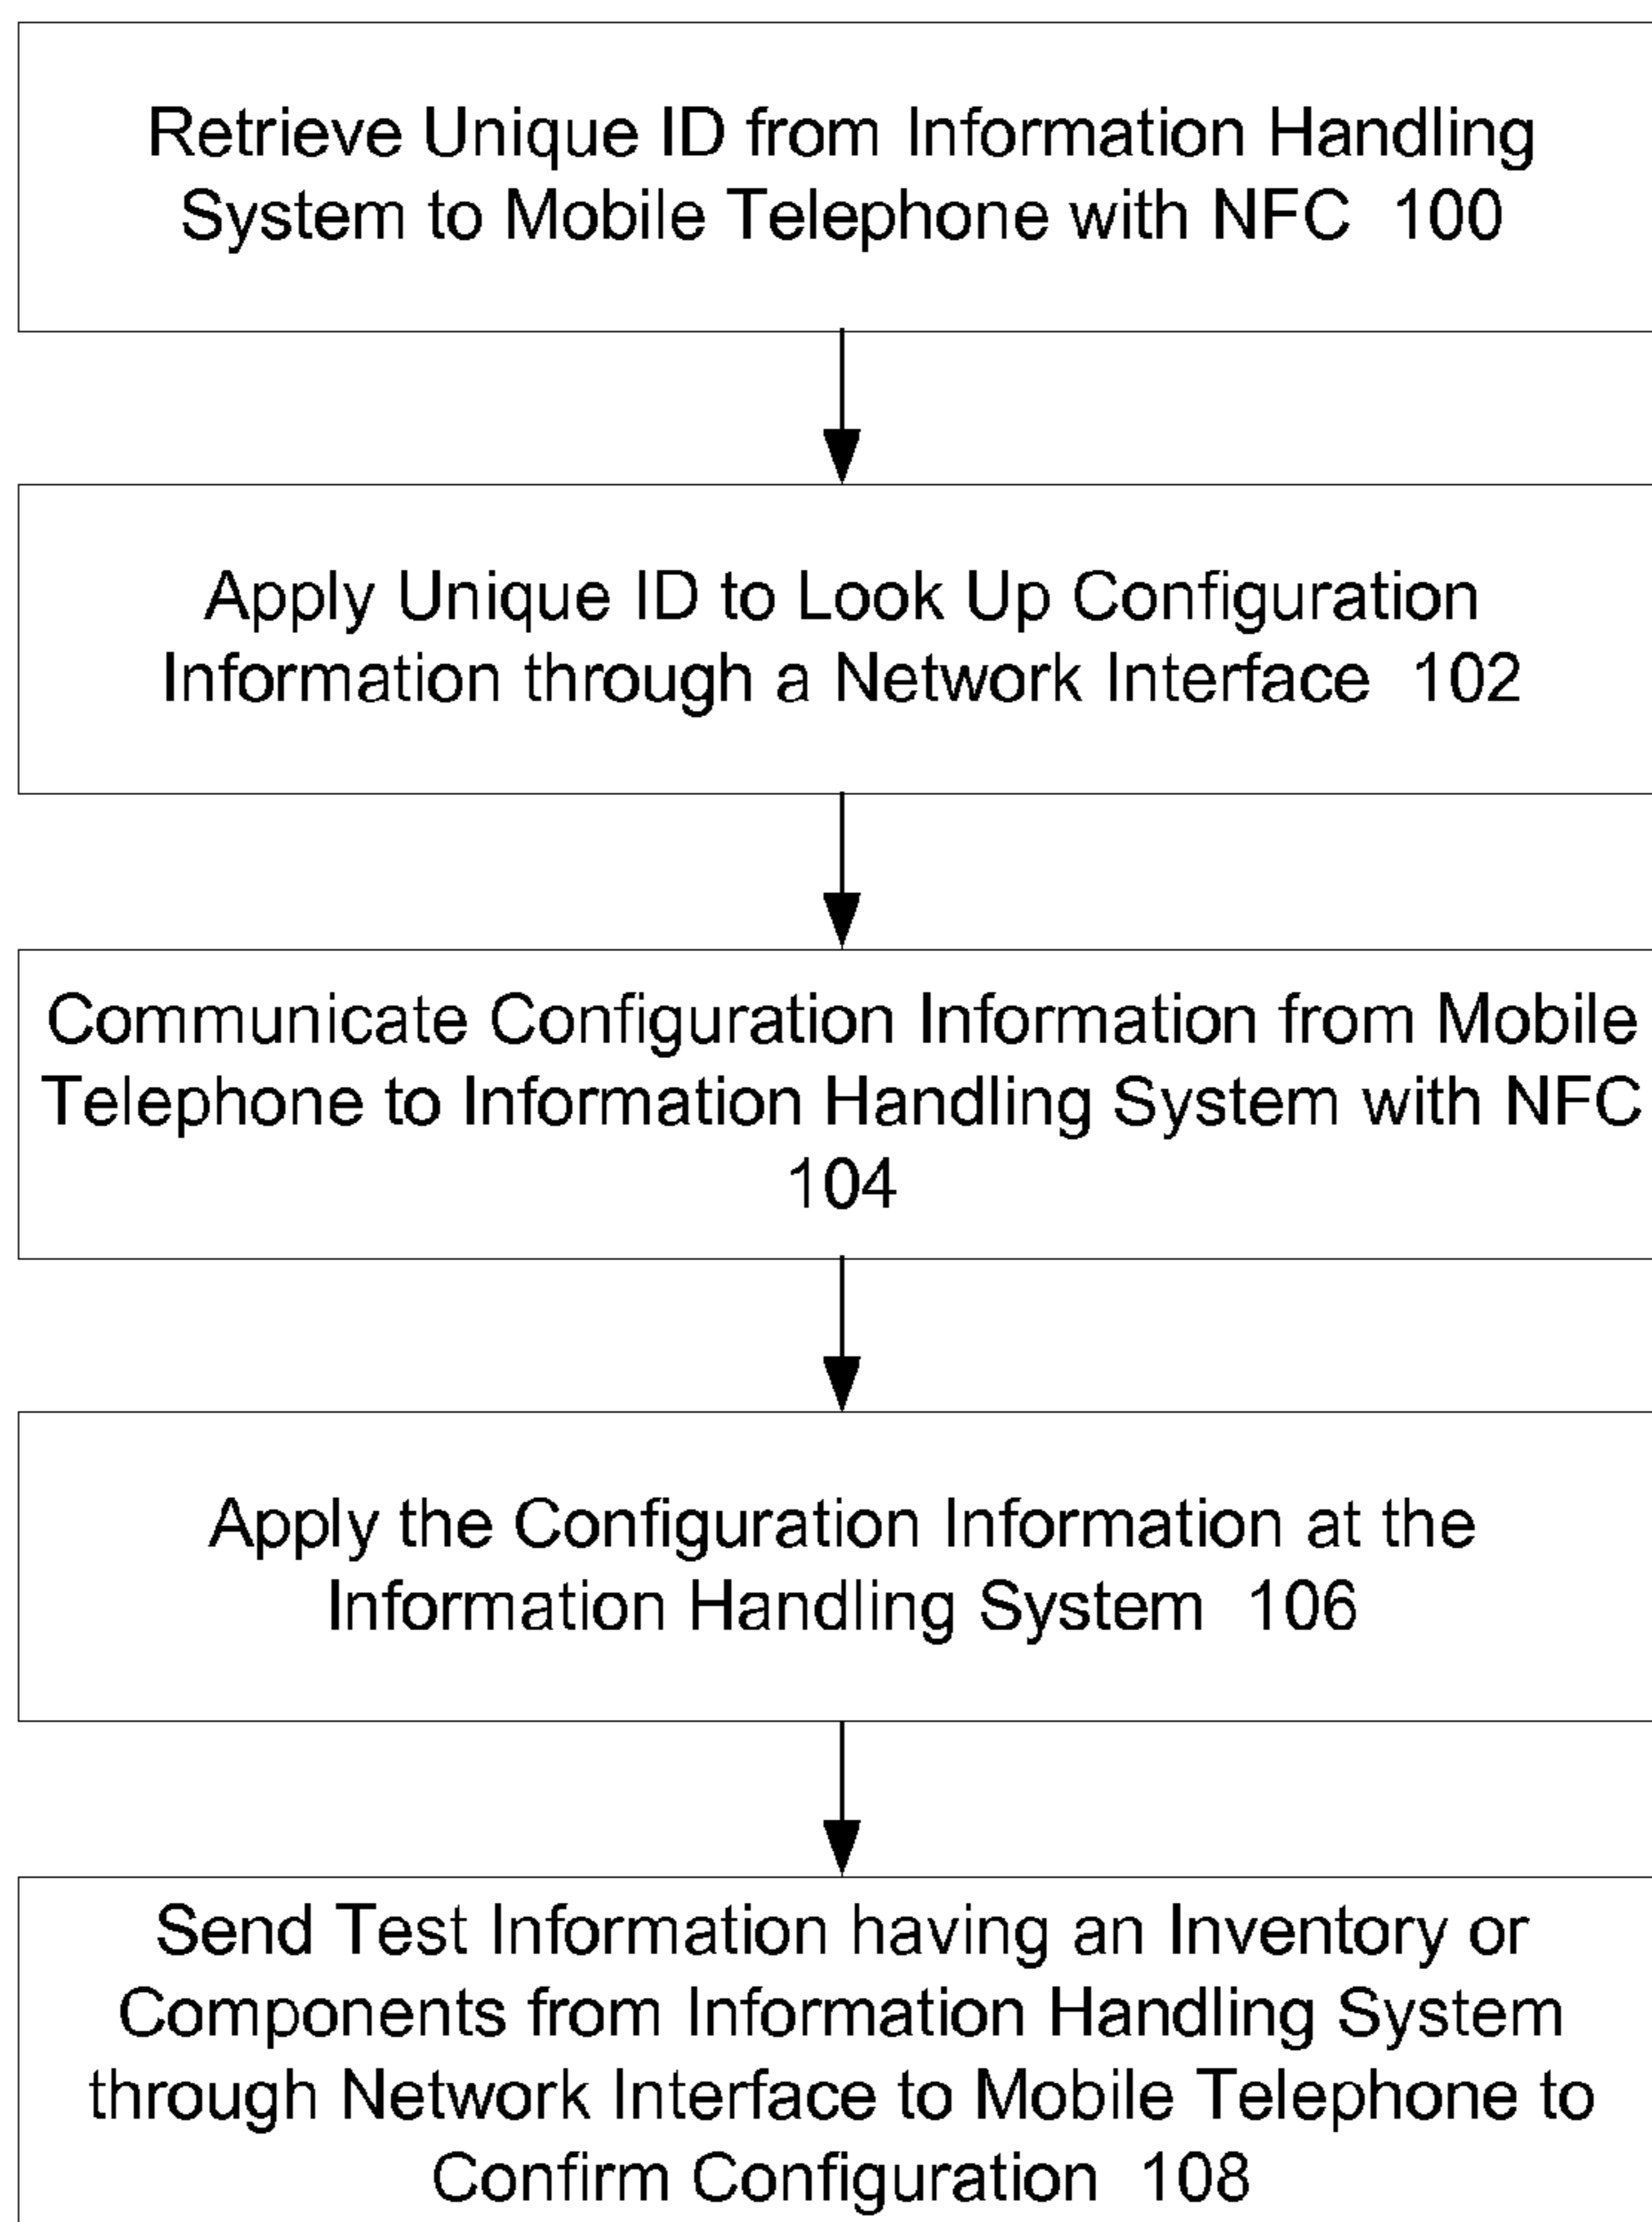 Retrieve Unique ID from Information Handling
System to Mobile Telephone with NFC 100
Apply Unique ID to Look Up Configuration
Information through a Network Interface 102
Communicate Configuration Information from Mobile
Telephone to Information Handling System with NFC
104
Apply the Configuration Information at the
Information Handling System 106
Send Test Information having an Inventory or
Components from Information Handling System
through Network Interface to Mobile Telephone to
Confirm Configuration 108